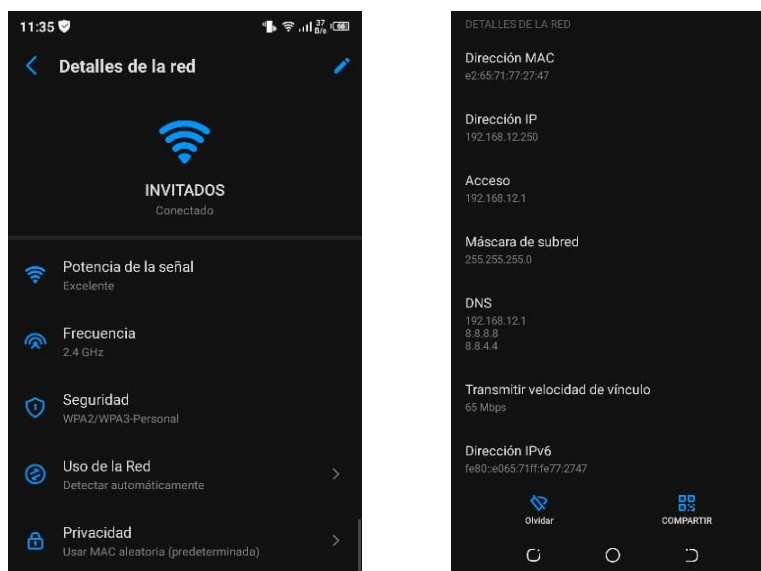 11:35
37
B/s
66
Detalles de la red
INVITADOS
Conectado
Potencia de la señal
Excelente
Frecuencia
2.4 GHz
Seguridad
WPA2/WPA3-Personal
Uso de la Red
Detectar automáticamente
Privacidad
Usar MAC aleatoria (predeterminada)
DETALLES DE LA RED
Dirección MAC
e2:65:71:77:27:47
Dirección IP
192.168.12.250
Acceso
192.168.12.1
Máscara de subred
255.255.255.0
DNS
192.168.12.1
8.8.8.8
8.8.4.4
Transmitir velocidad de vínculo
65 Mbps
Dirección IPv6
fe80::e065:71ff:fe77:2747
Olvidar
COMPARTIR